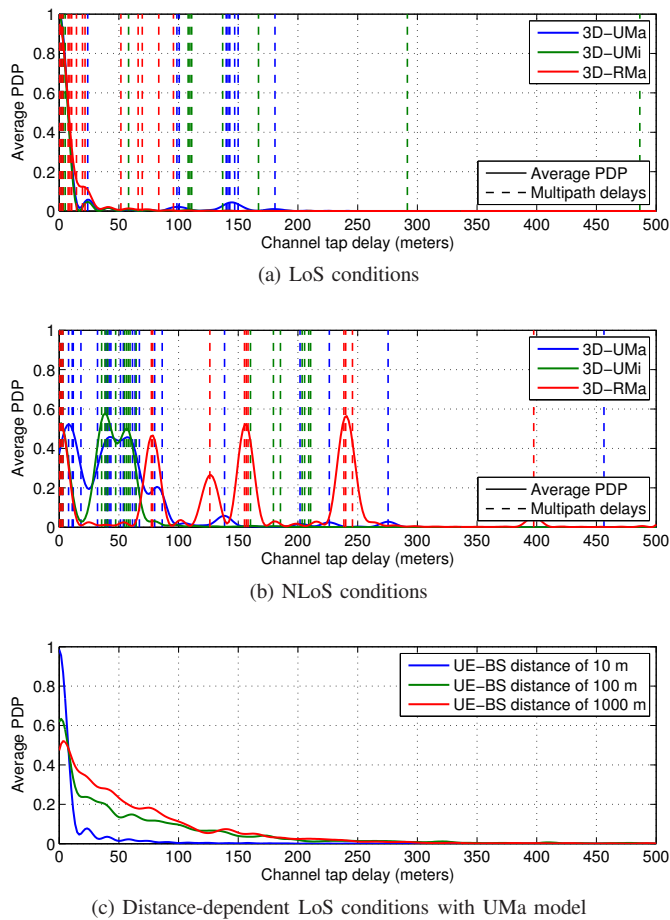 1
0.8
0.6
0.4
0.2
0
Average PDP
3D-UMa
3D-UMi
3D-RMa
Average PDP
Multipath delays
0 50 100 150 200 250 300 350 400 450 500
Channel tap delay (meters)
(a) LoS conditions
1
0.8
0.6
0.4
0.2
0
Average PDP
3D-UMa
3D-UMi
3D-RMa
Average PDP
Multipath delays
0 50 100 150 200 250 300 350 400 450 500
Channel tap delay (meters)
(b) NLoS conditions
1
0.8
0.6
0.4
0.2
0
Average PDP
UE-BS distance of 10 m
UE-BS distance of 100 m
UE-BS distance of 1000 m
0 50 100 150 200 250 300 350 400 450 500
Channel tap delay (meters)
(c) Distance-dependent LoS conditions with UMa model